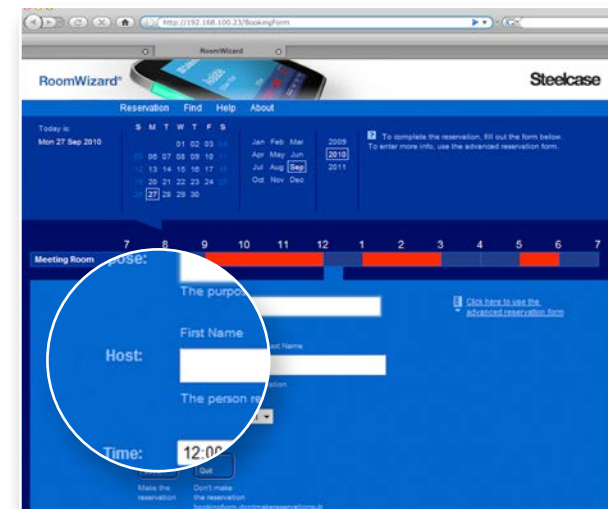 http://192.168.100.23/BookingForm
RoomWizard
RoomWizard®
Steelcase
Reservation Find Help About
Today is:
Mon 27 Sep 2010
S M T W T F S
01 02 03
06 07 08 09 10
13 14 15 16 17
20 21 22 23 24
27 28 29 30
Jan Feb Mar
Apr May Jun
Jul Aug Sep
Oct Nov Dec
2009
2010
2011
To complete the reservation, fill out the form below.
To enter more info, use the advanced reservation form.
7 8 9 10 11 12 1 2 3 4 5 6 7
Meeting Room
pose:
The purpos
Click here to use the
advanced reservation form
First Name
ast Name
Host:
ation
The person re
Time:
12:00
Quit
Make the
reservation
Don't make
the reservation
bookingform.dontmakereservationsub